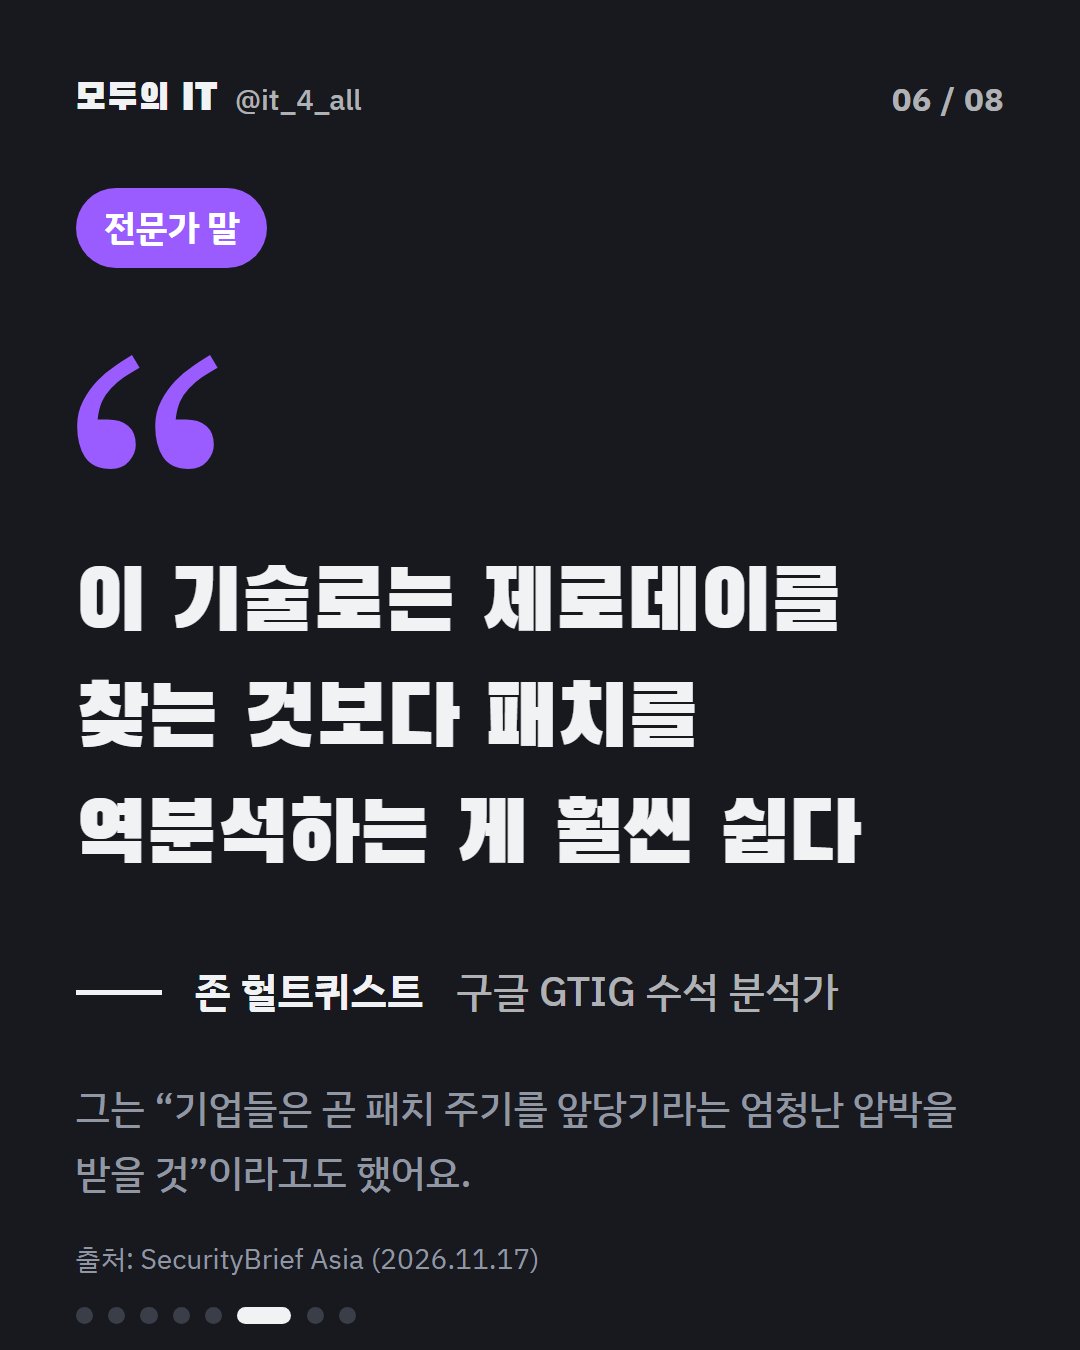 모두의 IT @it_4_all
06 / 08
전문가 말
“
이 기술로는 제로데이를
찾는 것보다 패치를
역분석하는 게 훨씬 쉽다
존 헐트퀴스트 구글 GTIG 수석 분석가
그는 “기업들은 곧 패치 주기를 앞당기라는 엄청난 압박을
받을 것”이라고도 했어요.
출처: SecurityBrief Asia (2026.11.17)